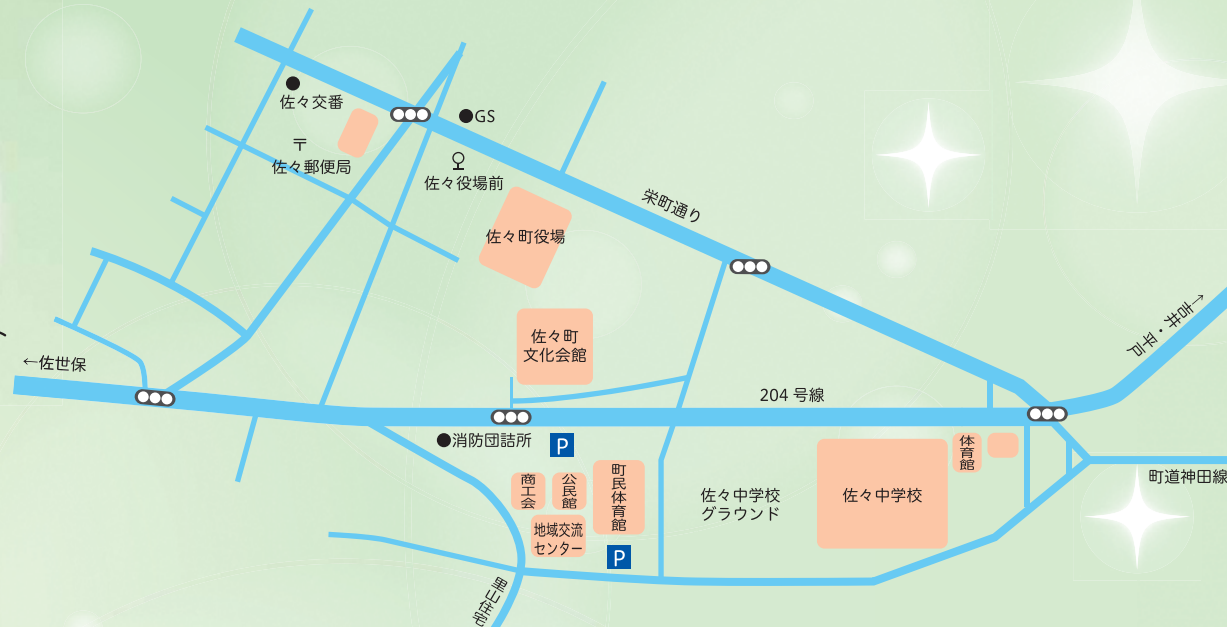 佐々交番
GS
〒
佐々郵便局
佐々役場前
栄町通り
佐々町役場
→吉井・平戸
佐々町
文化会館
←佐世保
204 号線
消防団詰所
P
商工会
公民館
町民体育館
地域交流
センター
P
佐々中学校
グラウンド
佐々中学校
体育館
町道神田線
里山住宅